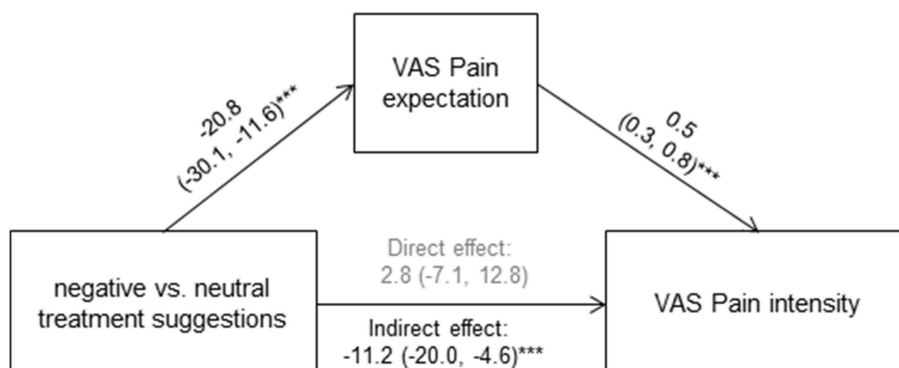 VAS Pain
expectation
-20.8
(-30.1, -11.6)***
0.5
(0.3, 0.8)***
negative vs. neutral
treatment suggestions
Direct effect:
2.8 (-7.1, 12.8)
Indirect effect:
-11.2 (-20.0, -4.6)***
VAS Pain intensity